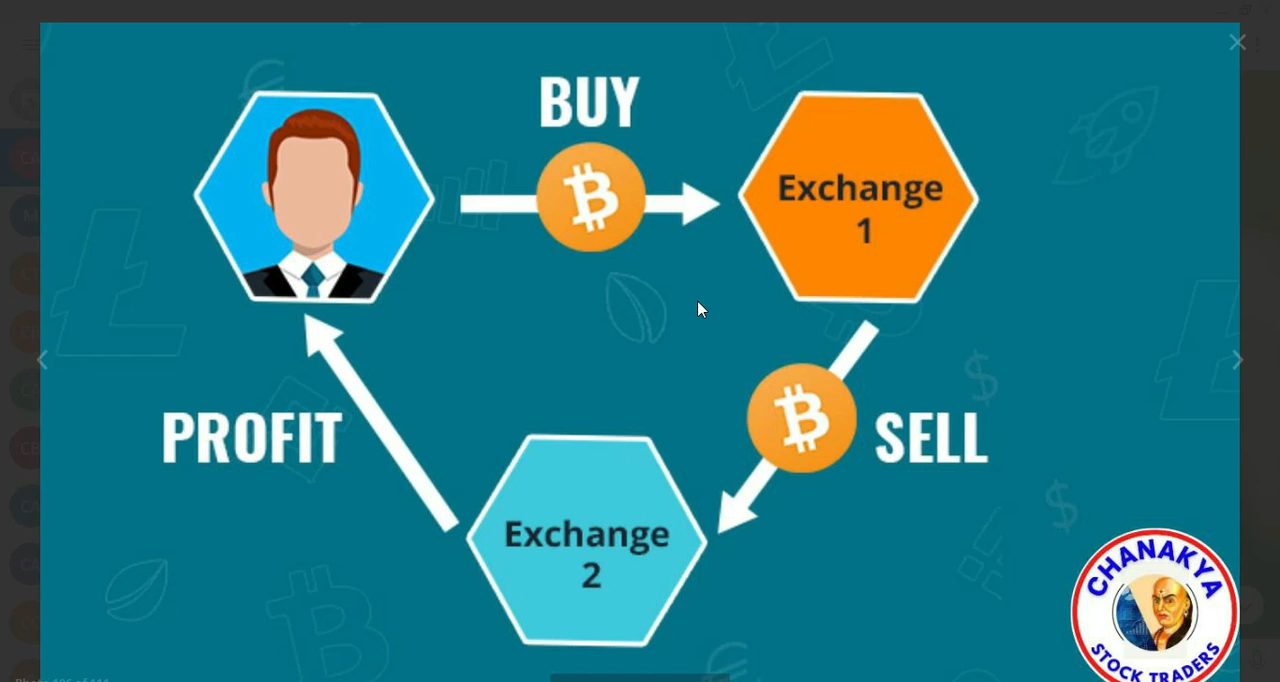 BUY
Exchange
1
SELL
Exchange
2
PROFIT
CHANAKYA
STOCK TRADERS